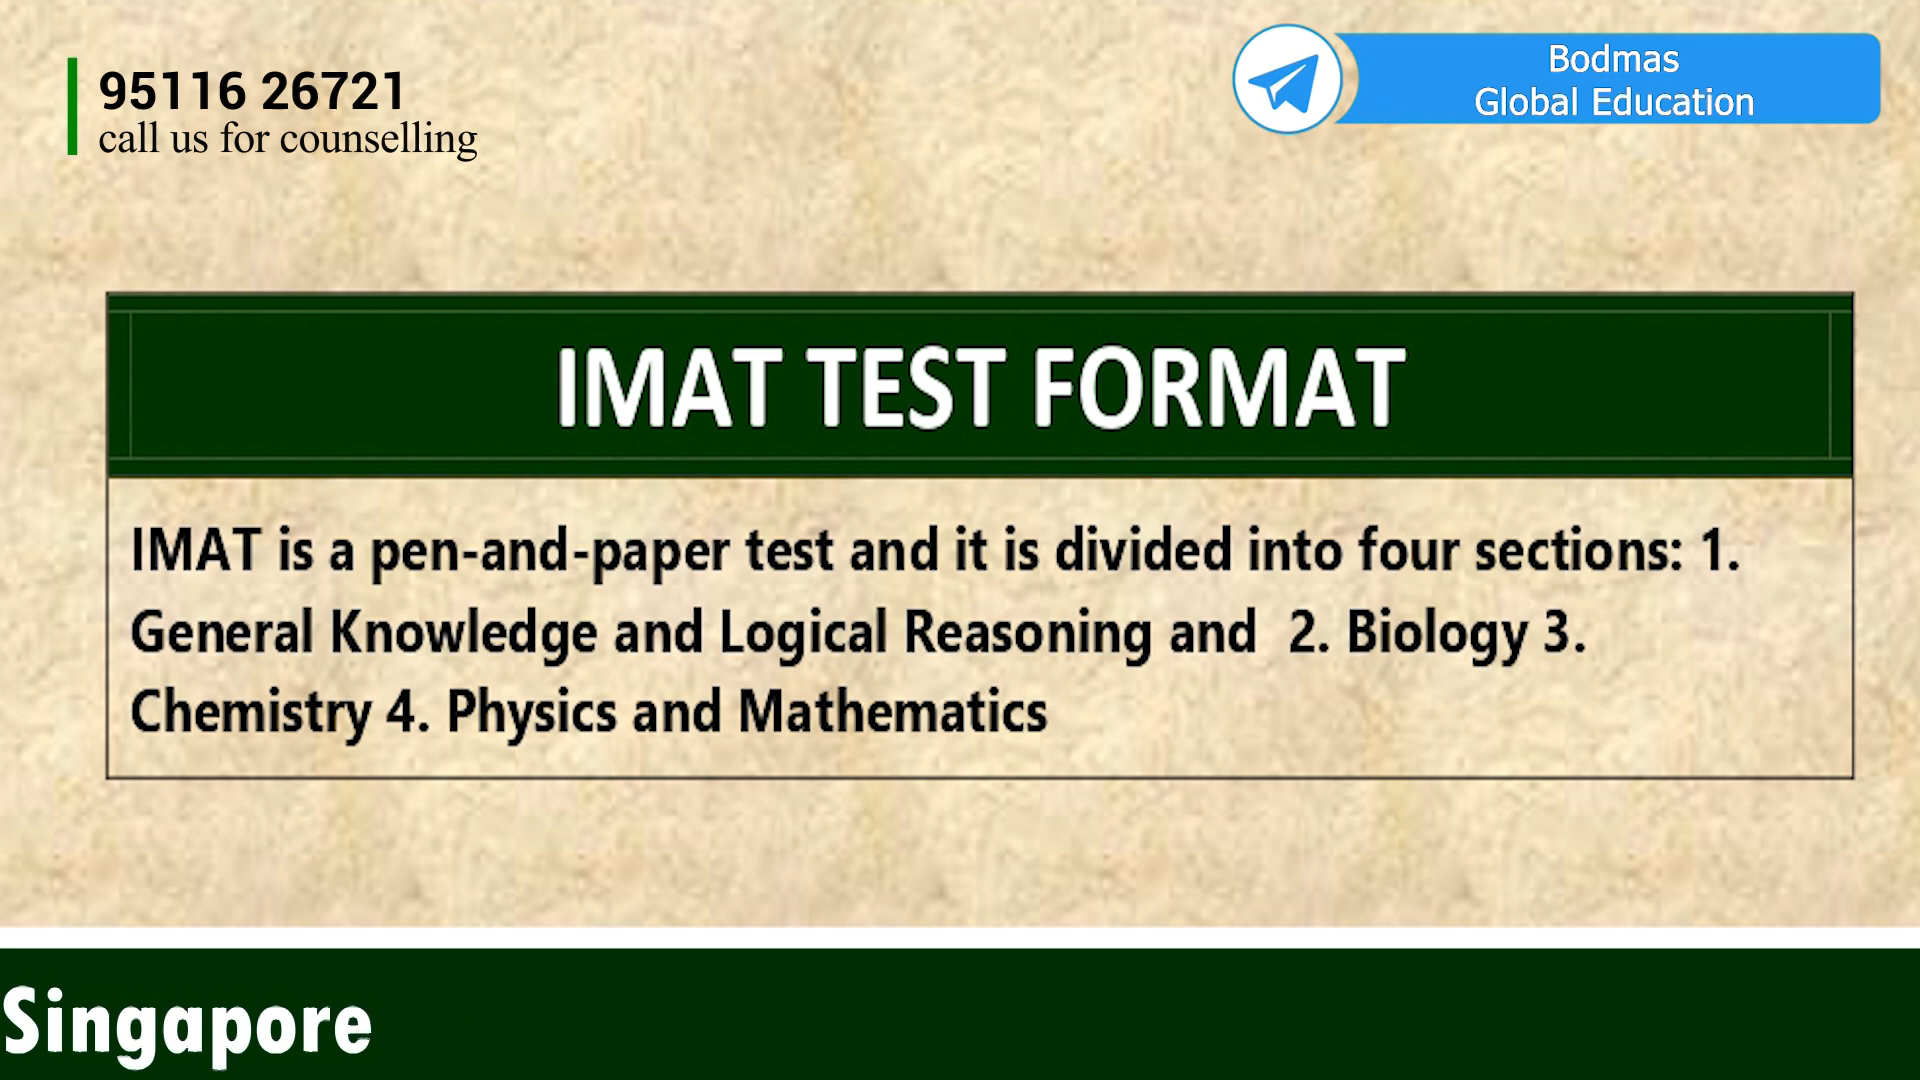 95116 26721
call us for counselling
Bodmas
Global Education
IMAT TEST FORMAT
IMAT is a pen-and-paper test and it is divided into four sections: 1.
General Knowledge and Logical Reasoning and  2. Biology 3.
Chemistry 4. Physics and Mathematics
Singapore